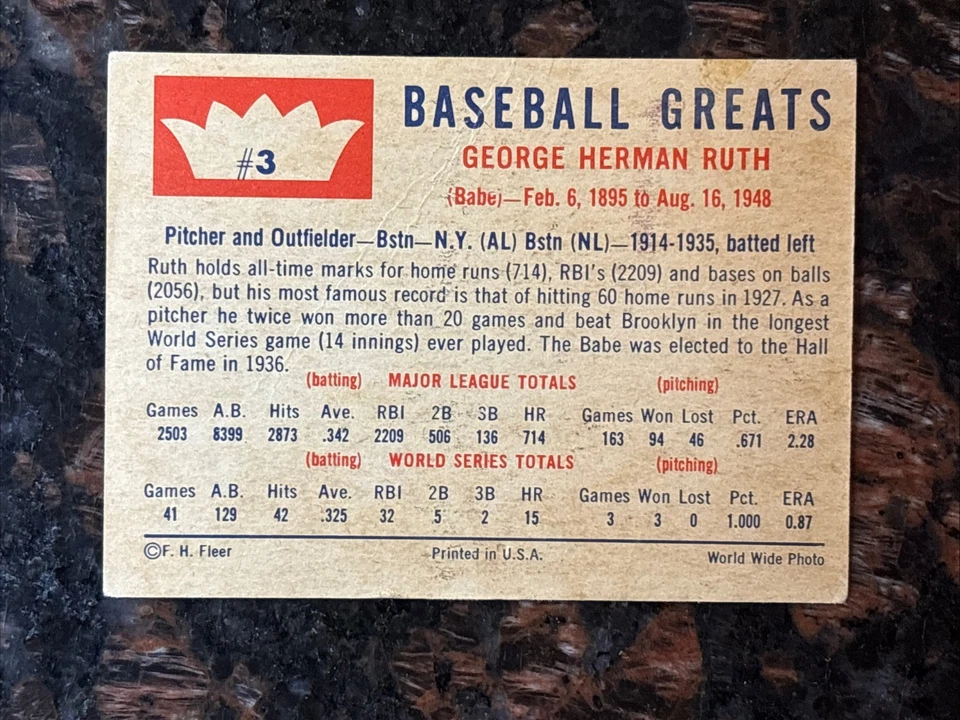 #3
BASEBALL GREATS
GEORGE HERMAN RUTH
(Babe)—Feb. 6, 1895 to Aug. 16, 1948
Pitcher and Outfielder—Bstn—N.Y. (AL) Bstn (NL)—1914-1935, batted left
Ruth holds all-time marks for home runs (714), RBI's (2209) and bases on balls
(2056), but his most famous record is that of hitting 60 home runs in 1927. As a
pitcher he twice won more than 20 games and beat Brooklyn in the longest
World Series game (14 innings) ever played. The Babe was elected to the Hall
of Fame in 1936.
(batting) MAJOR LEAGUE TOTALS (pitching)
Games A.B. Hits Ave. RBI 2B 3B HR Games Won Lost Pct. ERA
2503 8399 2873 .342 2209 506 136 714 163 94 46 .671 2.28
(batting) WORLD SERIES TOTALS (pitching)
Games A.B. Hits Ave. RBI 2B 3B HR Games Won Lost Pct. ERA
41 129 42 .325 32 5 2 15 3 3 0 1.000 0.87
©F. H. Fleer Printed in U.S.A. World Wide Photo